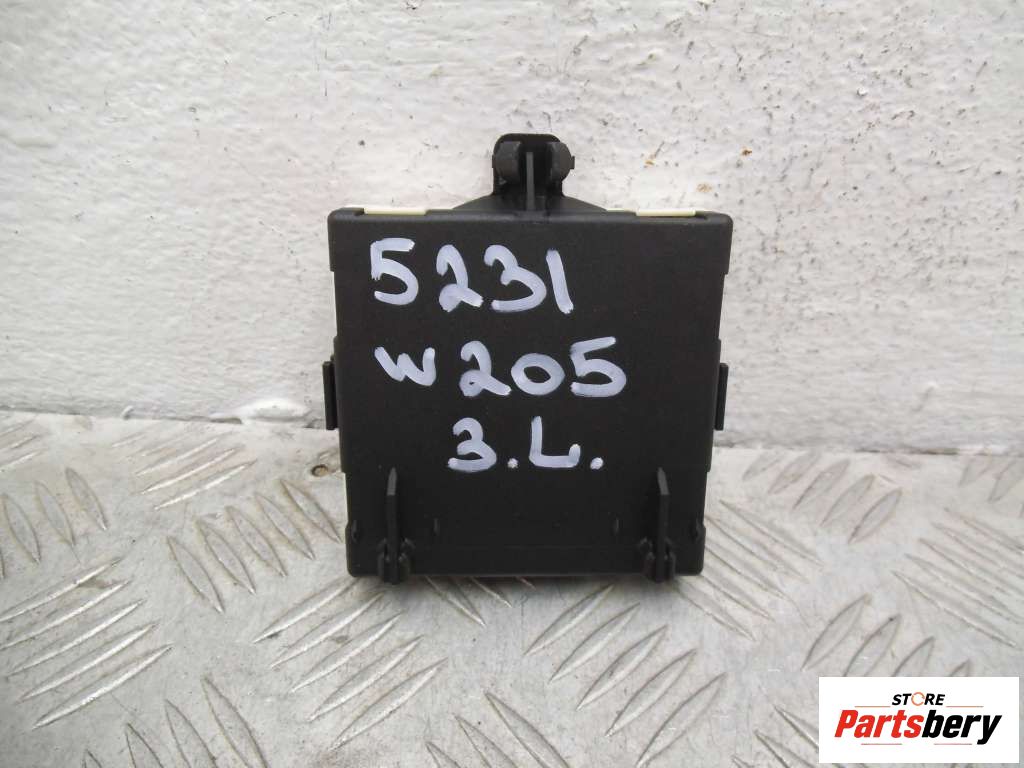 5231
W205
3.L.
STORE
Partsbery